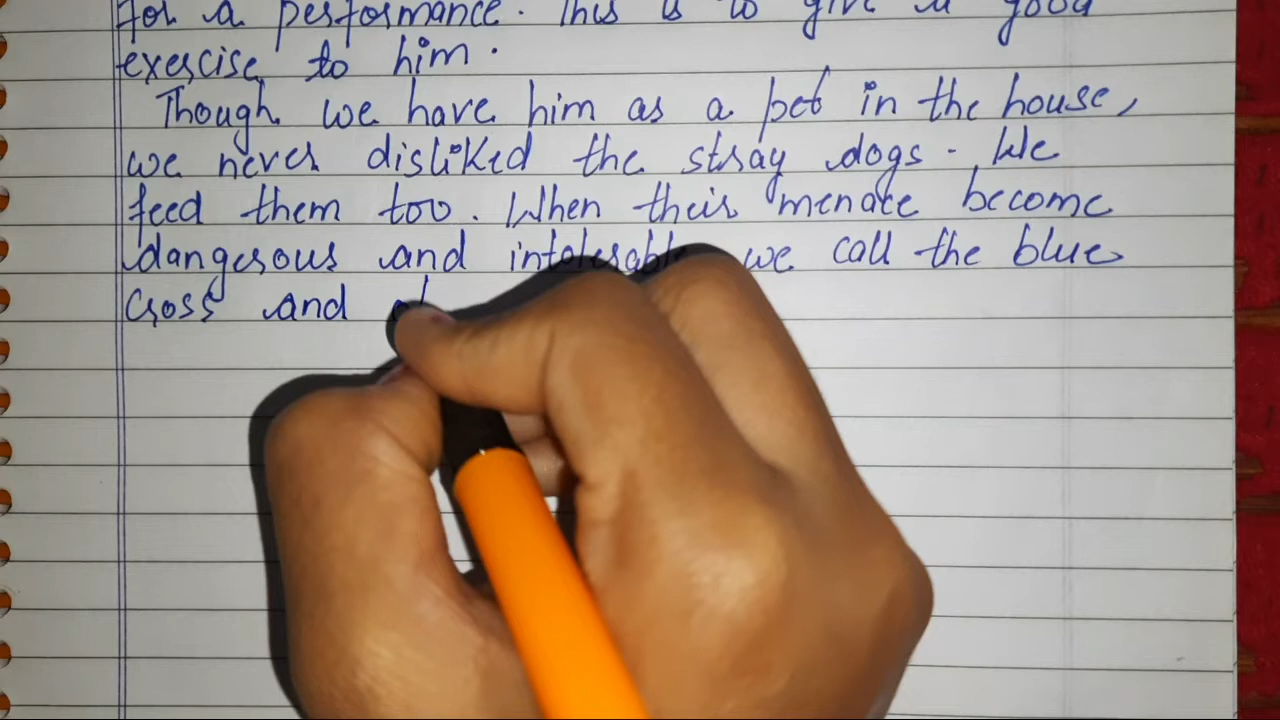 for a performance. This is to give a good
exercise to him.
Though we have him as a pet in the house,
we never disliked the stray dogs. We
feed them too. When their menace become
dangerous and intolerable we call the blue
cross and